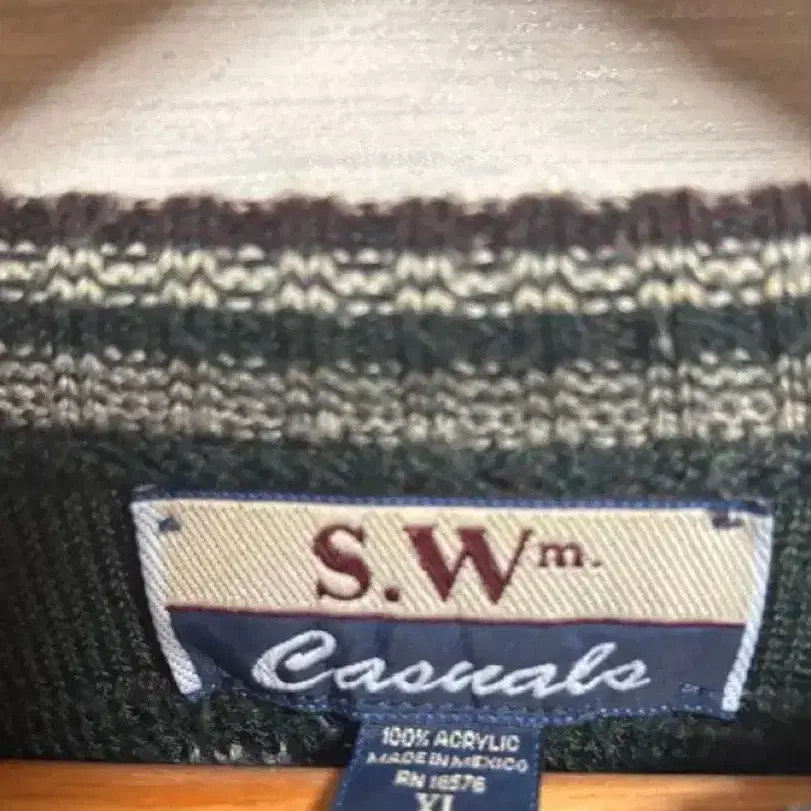 S.Wm.
Casuals
100% ACRYLIC
MADE IN MEXICO
RN 16576
XL